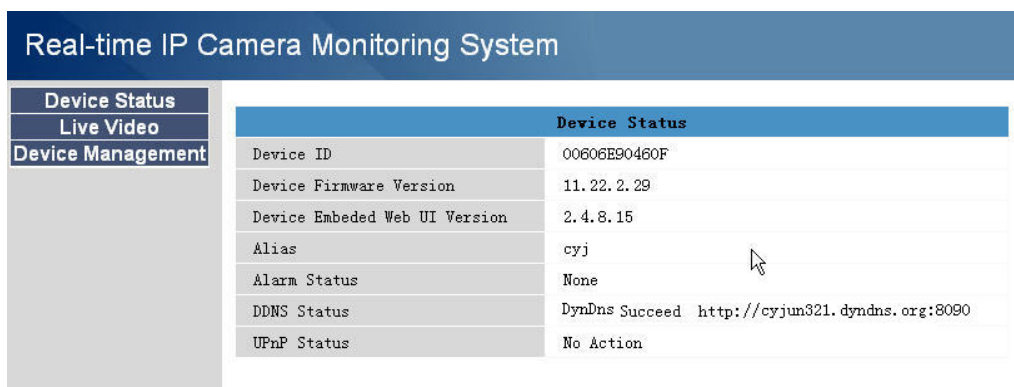 Real-time IP Camera Monitoring System
Device Status
Live Video
Device Management
Device Status
Device ID 00606E90460F
Device Firmware Version 11.22.2.29
Device Embeded Web UI Version 2.4.8.15
Alias cyj
Alarm Status None
DDNS Status DynDns Succeed http://cyjun321.dyndns.org:8090
UPnP Status No Action